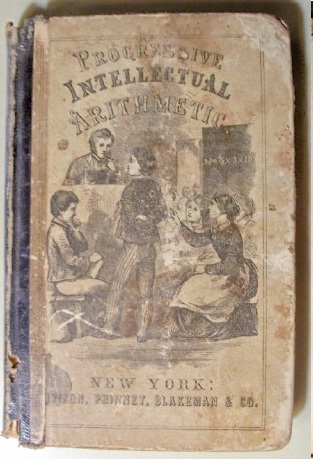 PROGRESSIVE
INTELLECTUAL
ARITHMETIC
NEW YORK:
PHINNEY, BLAKEMAN & CO.